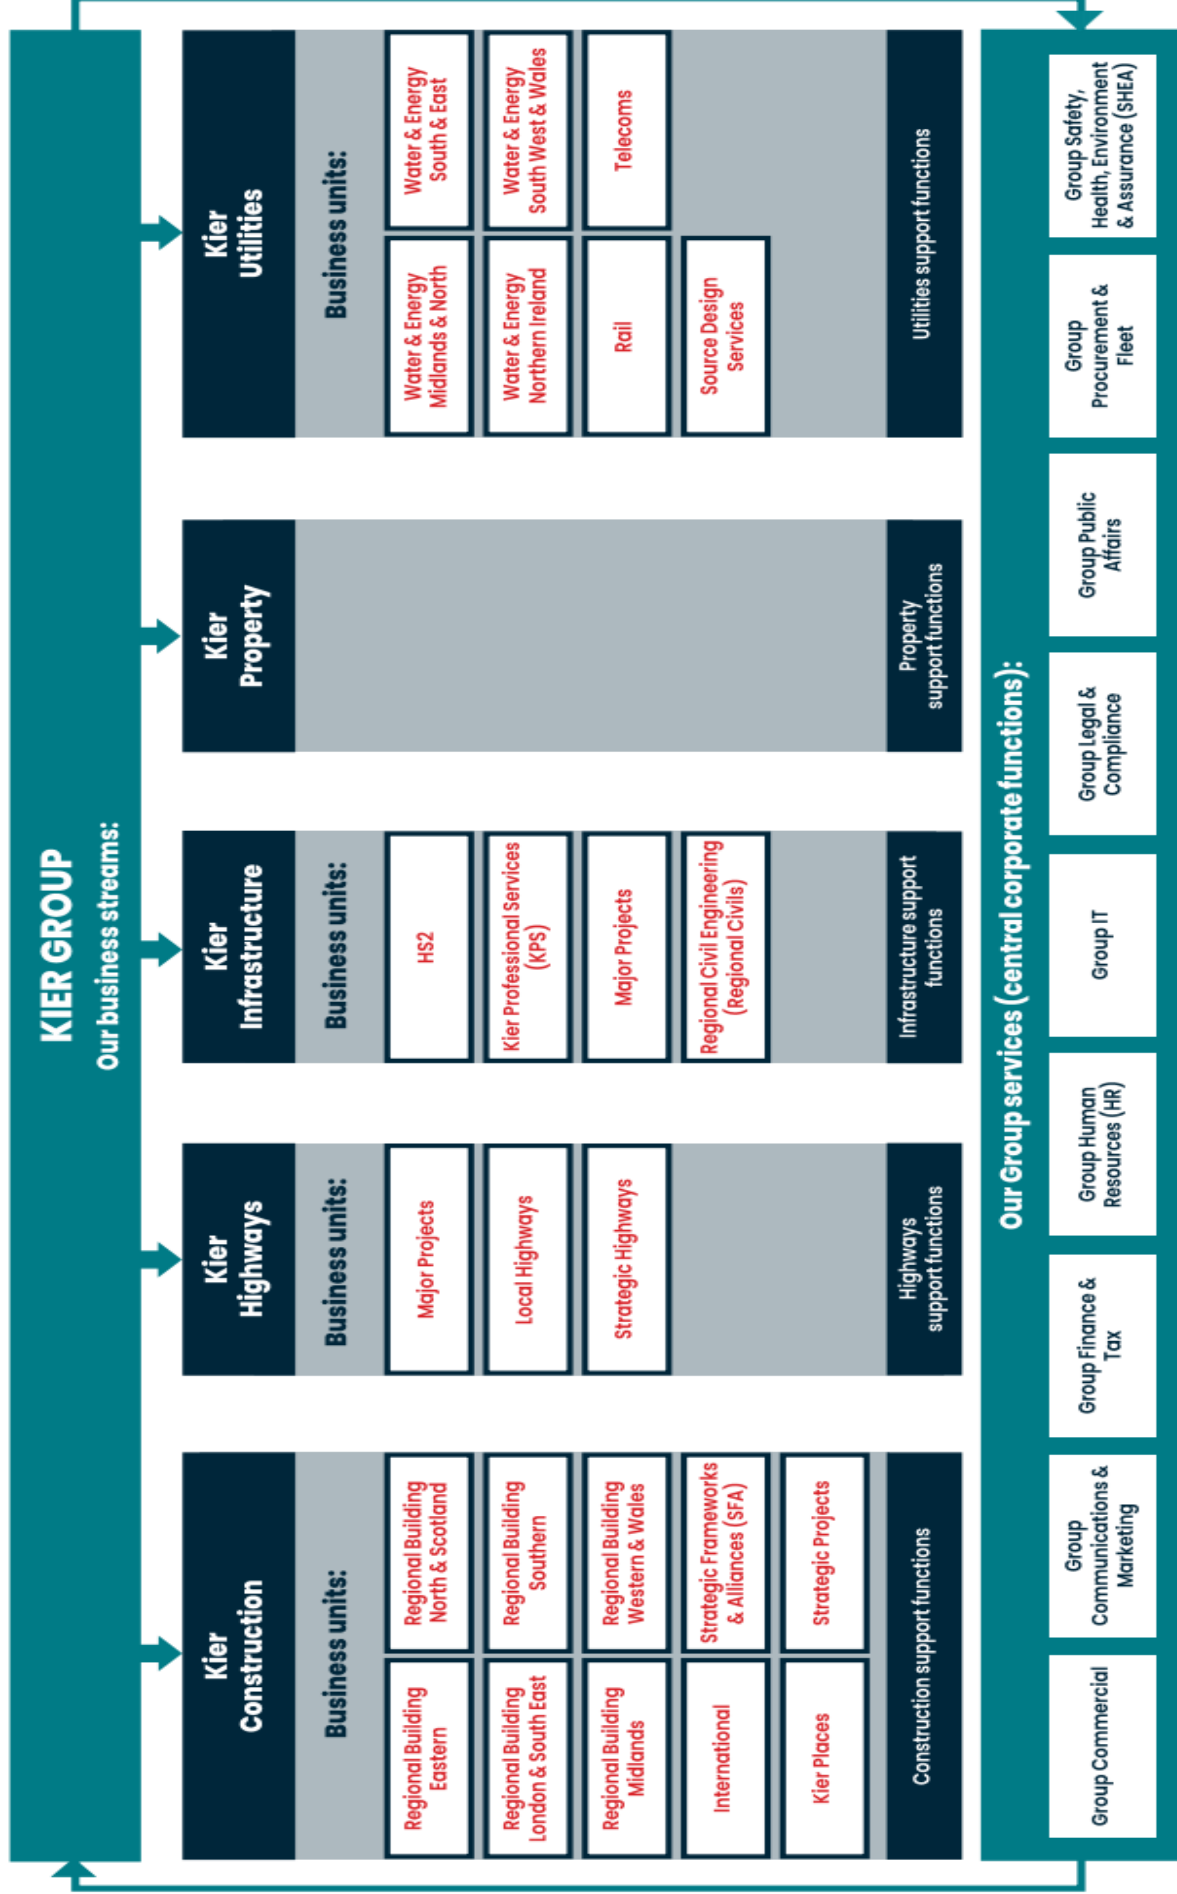 KIER GROUP
Our business streams:
Kier
Construction
Business units:
Regional Building
Eastern
Regional Building
North & Scotland
Regional Building
London & South East
Regional Building
Southern
Regional Building
Midlands
Regional Building
Western & Wales
International
Strategic Frameworks
& Alliances (SFA)
Kier Places
Strategic Projects
Construction support functions
Kier
Highways
Business units:
Major Projects
Local Highways
Strategic Highways
Highways
support functions
Kier
Infrastructure
Business units:
HS2
Kier Professional Services
(KPS)
Major Projects
Regional Civil Engineering
(Regional Civils)
Infrastructure support
functions
Kier
Property
Property
support functions
Kier
Utilities
Business units:
Water & Energy
Midlands & North
Water & Energy
South & East
Water & Energy
Northern Ireland
Water & Energy
South West & Wales
Rail
Telecoms
Source Design
Services
Utilities support functions
Our Group services (central corporate functions):
Group Commercial
Group
Communications &
Marketing
Group Finance &
Tax
Group Human
Resources (HR)
Group IT
Group Legal &
Compliance
Group Public
Affairs
Group
Procurement &
Fleet
Group Safety,
Health, Environment
& Assurance (SHEA)